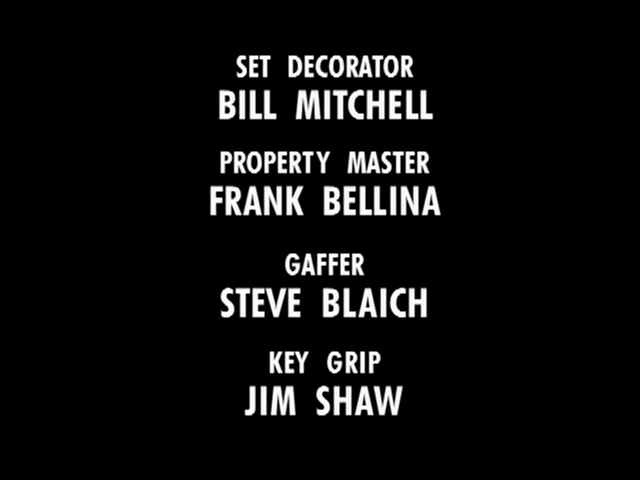 SET DECORATOR
BILL MITCHELL
PROPERTY MASTER
FRANK BELLINA
GAFFER
STEVE BLAICH
KEY GRIP
JIM SHAW